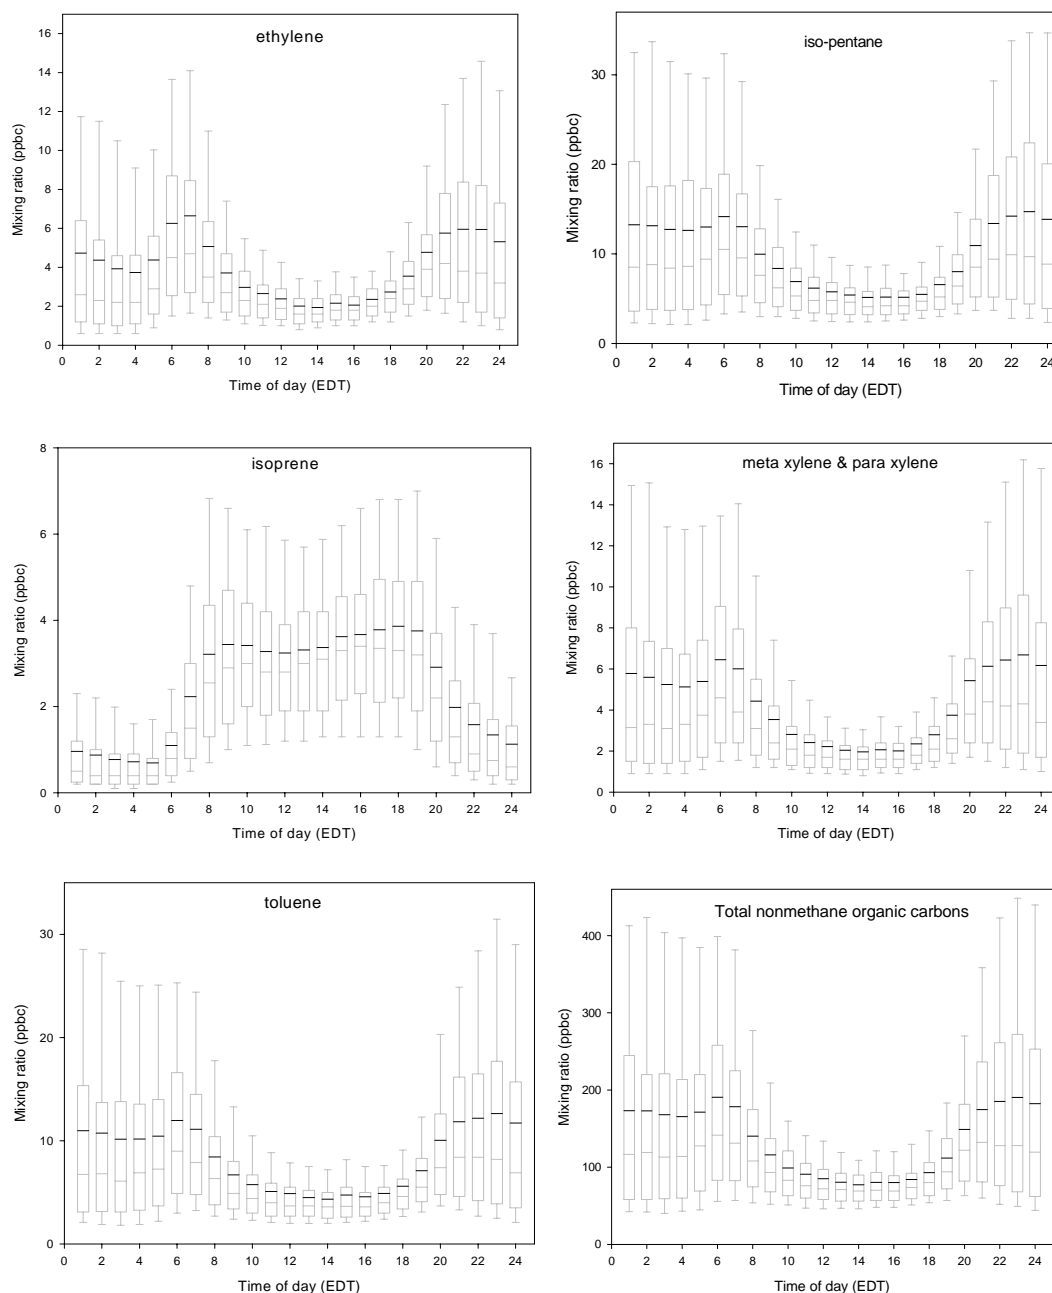 ethylene
Mixing ratio (ppbc)
16
14
12
10
8
6
4
2
0
0 2 4 6 8 10 12 14 16 18 20 22 24
Time of day (EDT)
iso-pentane
Mixing ratio (ppbc)
30
20
10
0
0 2 4 6 8 10 12 14 16 18 20 22 24
Time of day (EDT)
isoprene
Mixing ratio (ppbc)
8
6
4
2
0
0 2 4 6 8 10 12 14 16 18 20 22 24
Time of day (EDT)
meta xylene & para xylene
Mixing ratio (ppbc)
16
14
12
10
8
6
4
2
0
0 2 4 6 8 10 12 14 16 18 20 22 24
Time of day (EDT)
toluene
Mixing ratio (ppbc)
30
20
10
0
0 2 4 6 8 10 12 14 16 18 20 22 24
Time of day (EDT)
Total nonmethane organic carbons
Mixing ratio (ppbc)
400
300
200
100
0
0 2 4 6 8 10 12 14 16 18 20 22 24
Time of day (EDT)